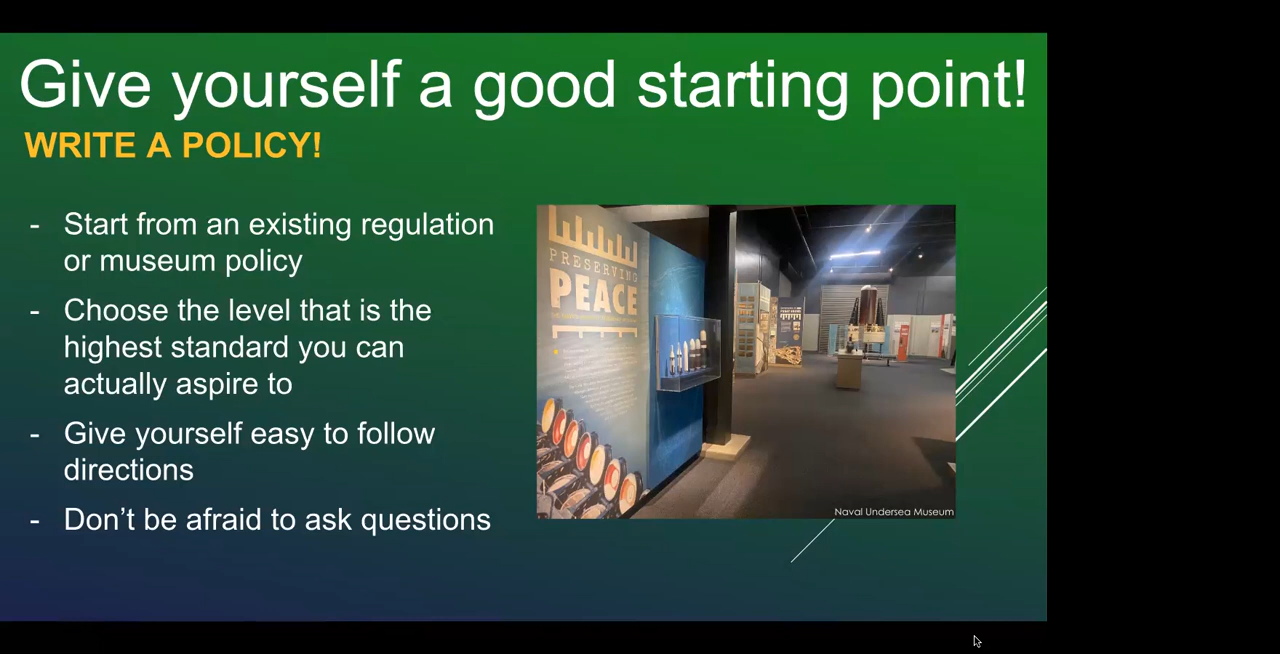 Give yourself a good starting point!
WRITE A POLICY!
- Start from an existing regulation
or museum policy
- Choose the level that is the
highest standard you can
actually aspire to
- Give yourself easy to follow
directions
- Don’t be afraid to ask questions
PRESERVING
PEACE
Naval Undersea Museum